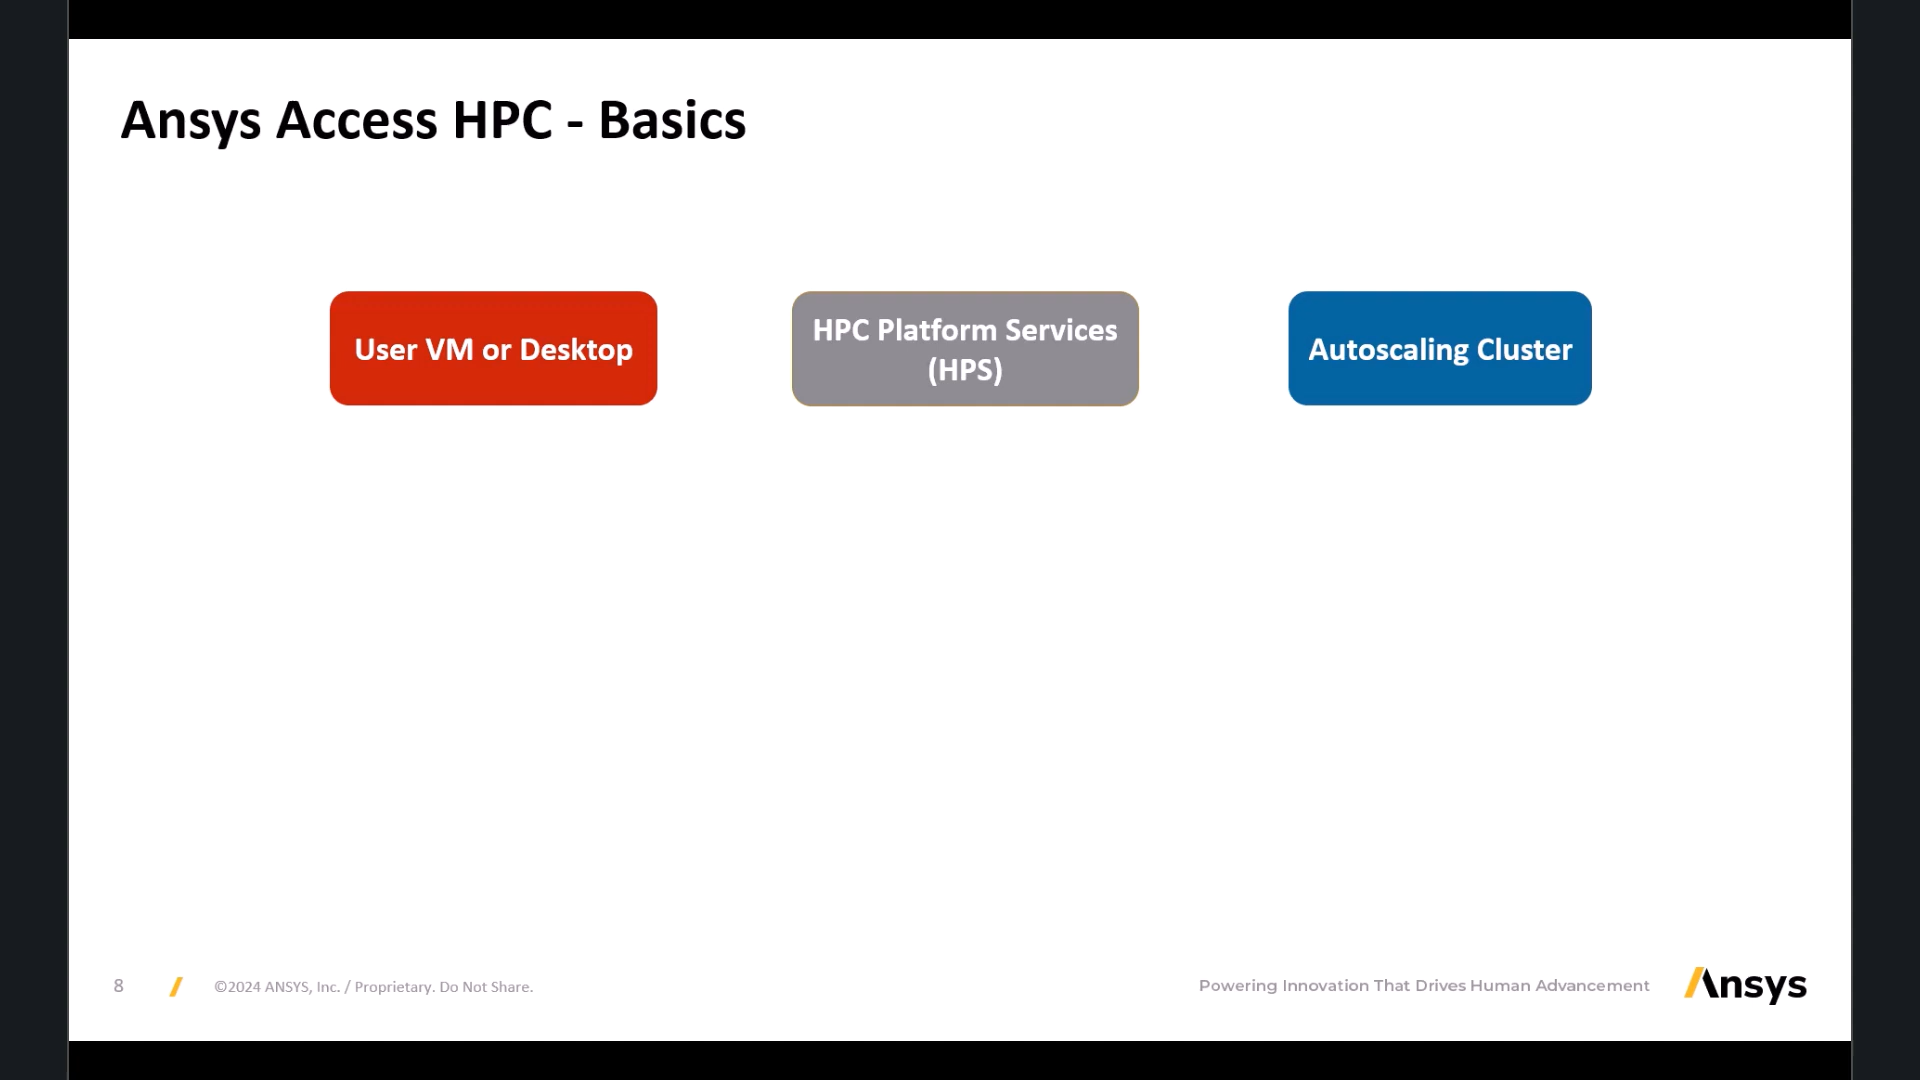 Ansys Access HPC - Basics
User VM or Desktop
HPC Platform Services
(HPS)
Autoscaling Cluster
8
©2024 ANSYS, Inc. / Proprietary. Do Not Share.
Powering Innovation That Drives Human Advancement
Ansys